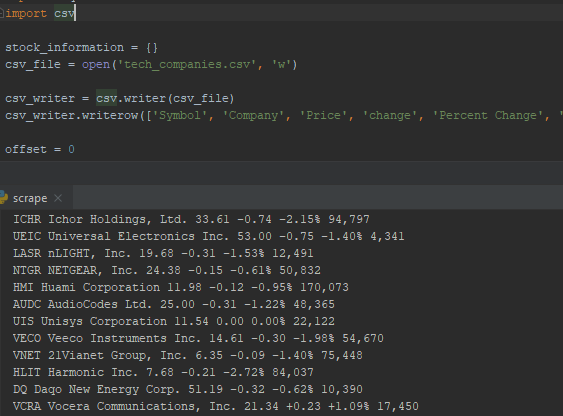 import csv
stock_information = {}
csv_file = open('tech_companies.csv', 'w')
csv_writer = csv.writer(csv_file)
csv_writer.writerow(['Symbol', 'Company', 'Price', 'change', 'Percent Change', '
offset = 0
scrape ×
ICHR Ichor Holdings, Ltd. 33.61 -0.74 -2.15% 94,797
UEIC Universal Electronics Inc. 53.00 -0.75 -1.40% 4,341
LASR nLIGHT, Inc. 19.68 -0.31 -1.53% 12,491
NTGR NETGEAR, Inc. 24.38 -0.15 -0.61% 50,832
HMI Huami Corporation 11.98 -0.12 -0.95% 170,073
AUDC AudioCodes Ltd. 25.00 -0.31 -1.22% 48,365
UIS Unisys Corporation 11.54 0.00 0.00% 22,122
VECO Veeco Instruments Inc. 14.61 -0.30 -1.98% 54,670
VNET 21Vianet Group, Inc. 6.35 -0.09 -1.40% 75,448
HLIT Harmonic Inc. 7.68 -0.21 -2.72% 84,037
DQ Daqo New Energy Corp. 51.19 -0.32 -0.62% 10,390
VCRA Vocera Communications, Inc. 21.34 +0.23 +1.09% 17,450